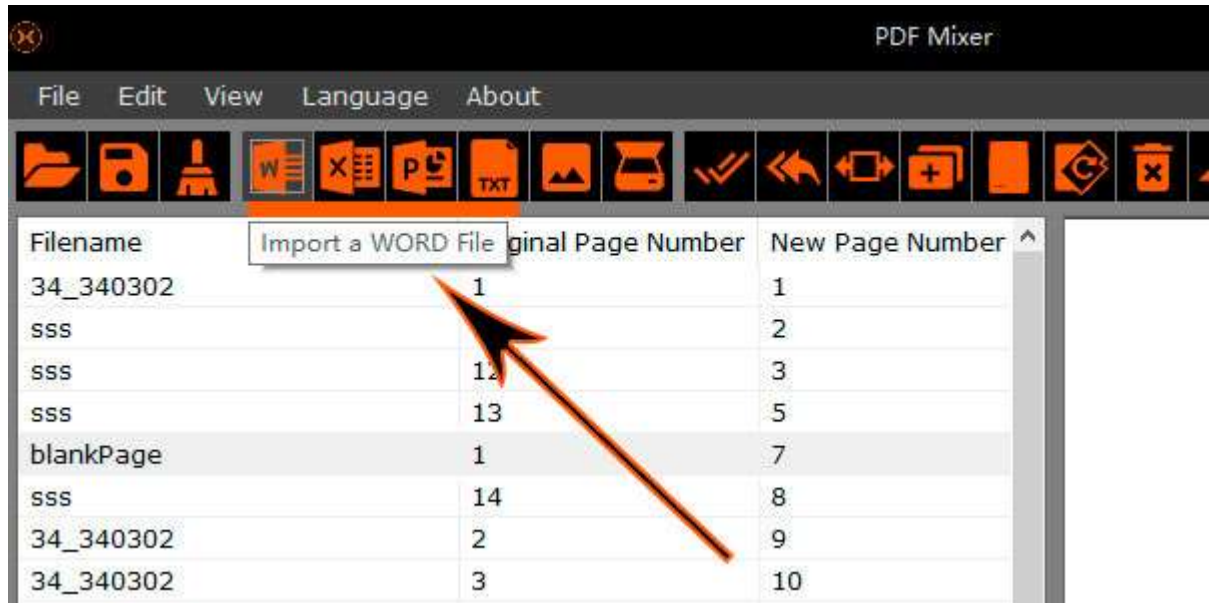 PDF Mixer
File Edit View Language About
W X P TXT
Filename Import a WORD File ginal Page Number New Page Number
34_340302 1 1
sss 2
sss 12 3
sss 13 5
blankPage 1 7
sss 14 8
34_340302 2 9
34_340302 3 10